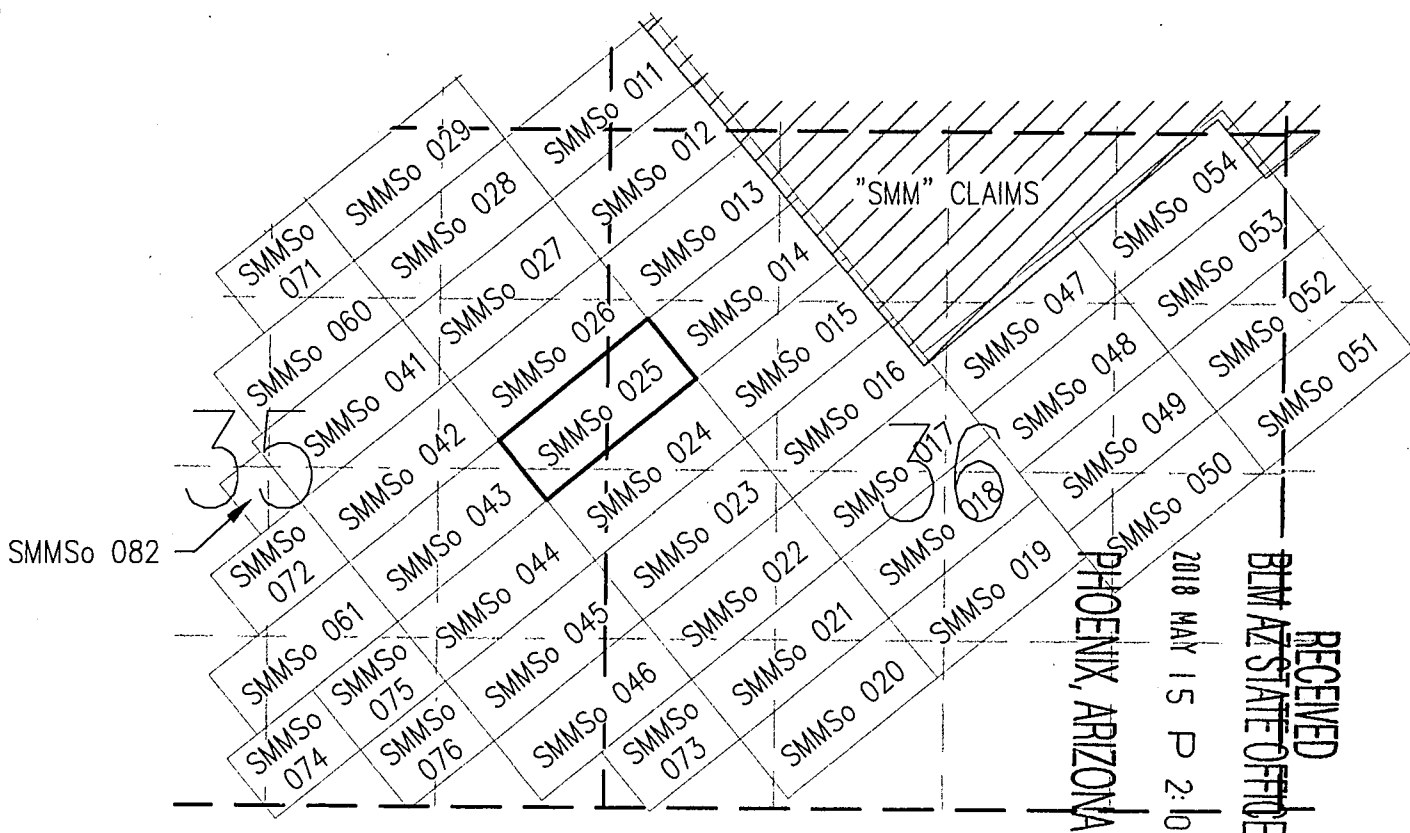 SMMSo 011
SMMSo 029
SMMSo 012
SMMSo 028
SMMSo 013
"SMM" CLAIMS
SMMSo 054
SMMSo
071
SMMSo 027
SMMSo 014
SMMSo 053
SMMSo 060
SMMSo 026
SMMSo 015
SMMSo 047
SMMSo 052
SMMSo 041
SMMSo 025
SMMSo 016
SMMSo 048
SMMSo 051
35
SMMSo 042
SMMSo 024
SMMSo 017
36
SMMSo 049
SMMSo 082
SMMSo
072
SMMSo 043
SMMSo 023
SMMSo 018
SMMSo 050
SMMSo 061
SMMSo 044
SMMSo 022
SMMSo 019
SMMSo
075
SMMSo 045
SMMSo 021
SMMSo
074
SMMSo
076
SMMSo 046
SMMSo
073
SMMSo 020
RECEIVED
BLM AZ STATE OFFICE
2018 MAY 15 P 2:10
PHOENIX, ARIZONA